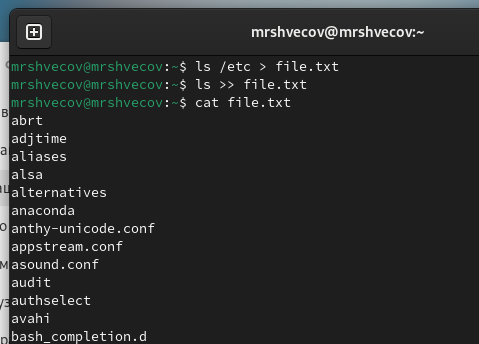 mrshvecov@mrshvecov:~
mrshvecov@mrshvecov:~$ ls /etc > file.txt
mrshvecov@mrshvecov:~$ ls >> file.txt
mrshvecov@mrshvecov:~$ cat file.txt
abrt
adjtime
aliases
alsa
alternatives
anaconda
anthy-unicode.conf
appstream.conf
asound.conf
audit
authselect
avahi
bash_completion.d